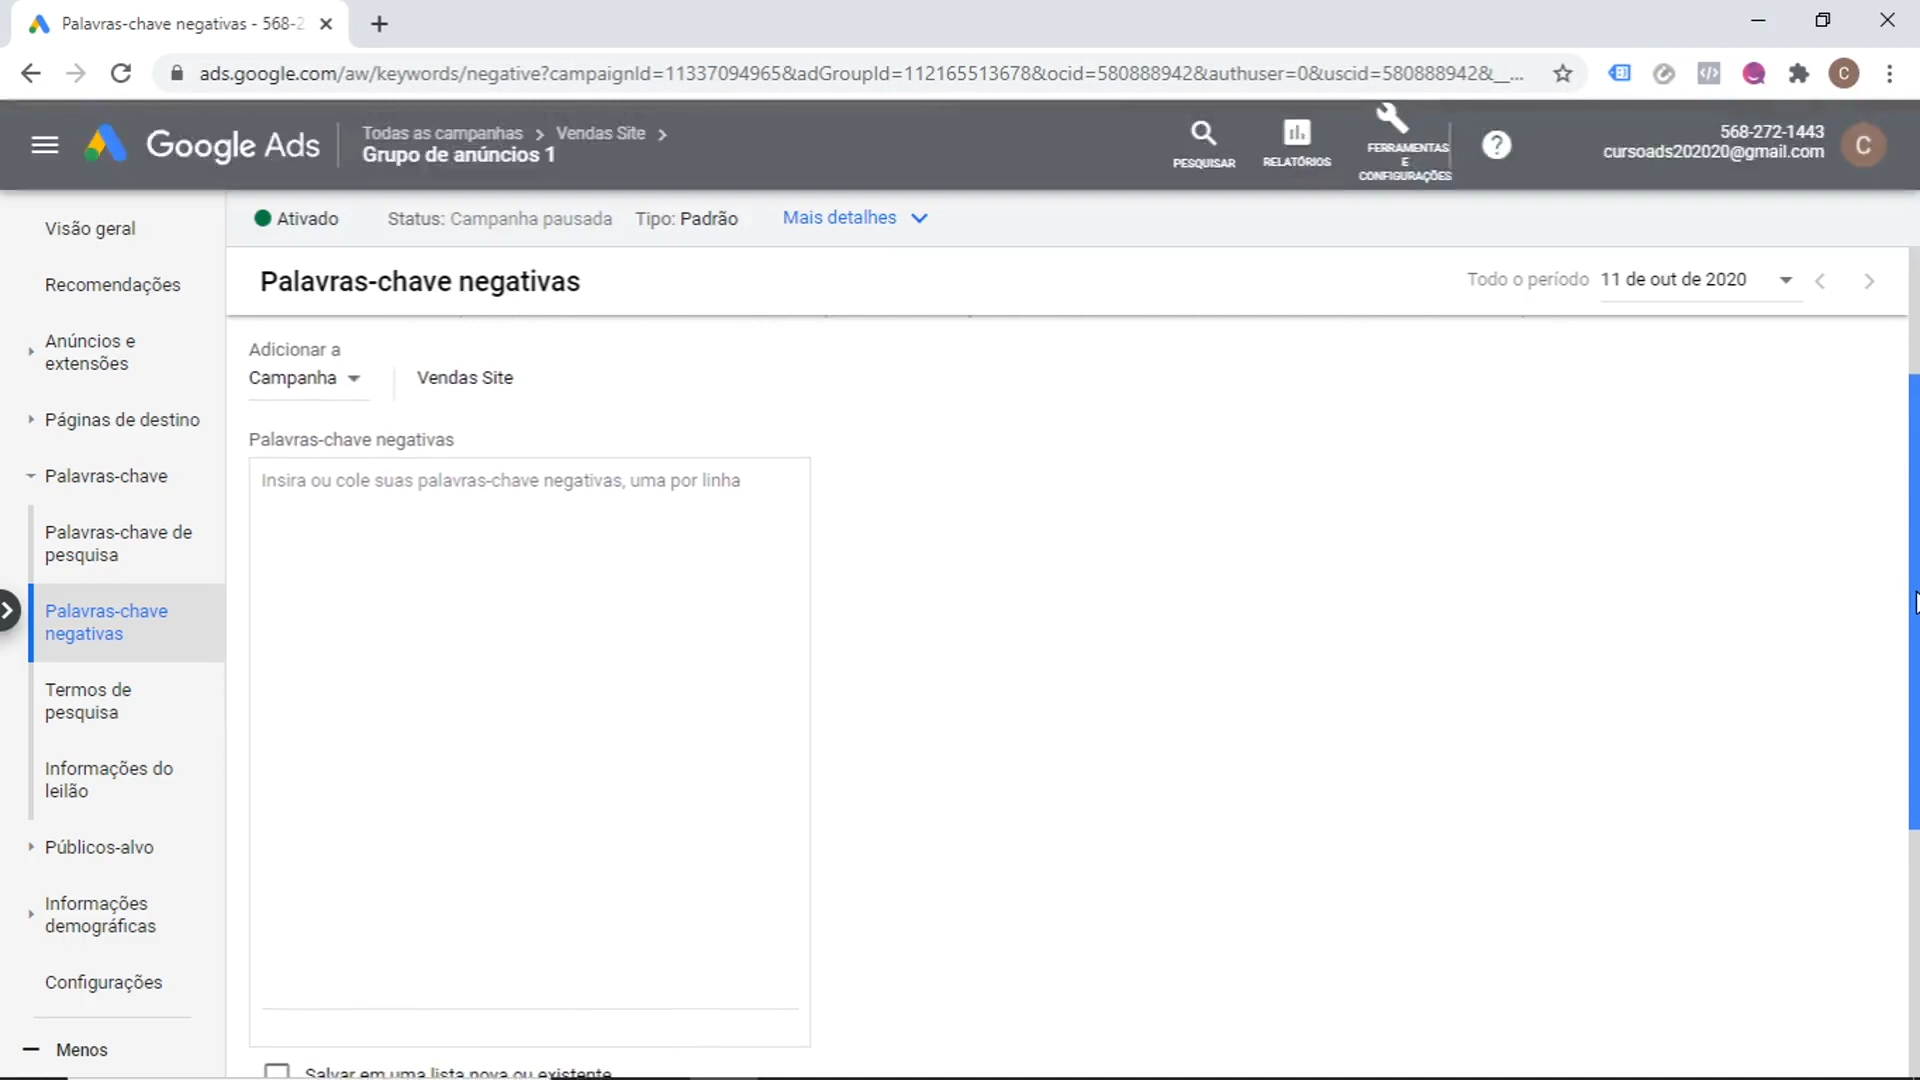 Palavras-chave negativas - 568-2
ads.google.com/aw/keywords/negative?campaignId=11337094965&adGroupId=112165513678&ocid=580888942&authuser=0&uscid=580888942&__...
C
Google Ads
Todas as campanhas > Vendas Site >
Grupo de anúncios 1
PESQUISAR
RELATÓRIOS
FERRAMENTAS
E
CONFIGURAÇÕES
?
568-272-1443
cursoads202020@gmail.com
C
Visão geral
Recomendações
Anúncios e
extensões
Páginas de destino
Palavras-chave
Palavras-chave de
pesquisa
Palavras-chave
negativas
Termos de
pesquisa
Informações do
leilão
Públicos-alvo
Informações
demográficas
Configurações
Menos
Ativado
Status: Campanha pausada
Tipo: Padrão
Mais detalhes
Palavras-chave negativas
Todo o período
11 de out de 2020
Adicionar a
Campanha
Vendas Site
Palavras-chave negativas
Insira ou cole suas palavras-chave negativas, uma por linha
Salvar em uma lista nova ou existente